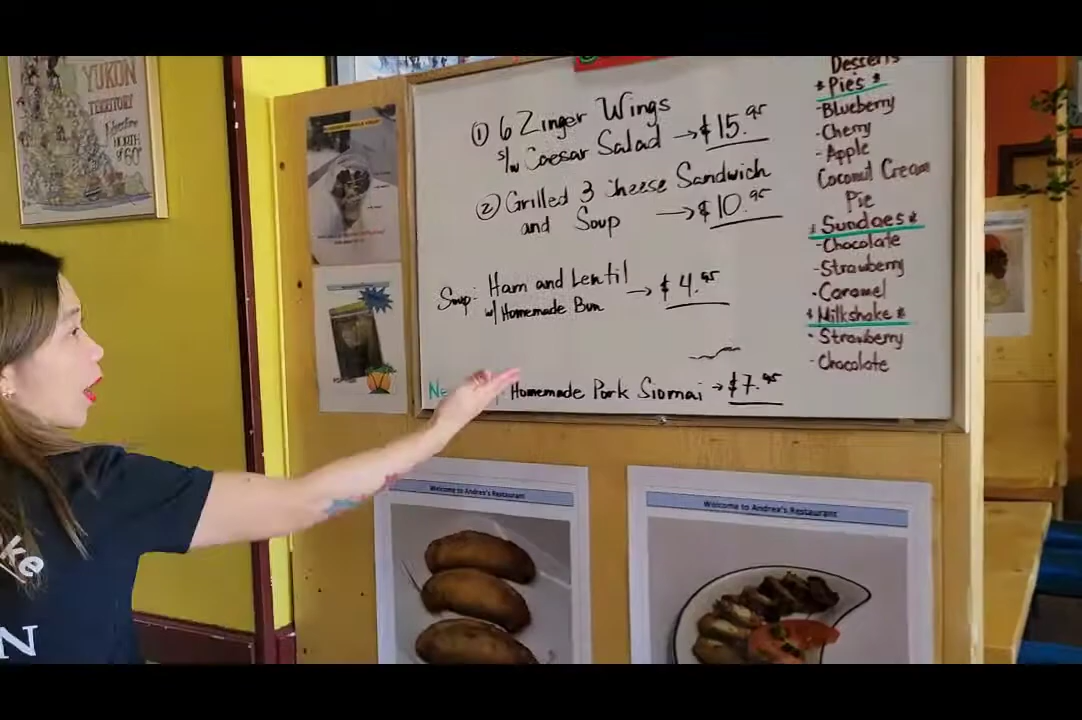 YUKON
TERRITORY
NORTH
of 60°
① 6 Zinger Wings
s/w Caesar Salad → $15.95
② Grilled 3 Cheese Sandwich
and Soup → $10.95
Soup: Ham and Lentil
w/ Homemade Bun → $4.95
Homemade Pork Siomai → $7.95
Desserts
*Pies*
-Blueberry
-Cherry
-Apple
Coconut Cream
Pie
*Sundaes*
-Chocolate
-Strawberry
-Caramel
*Milkshake*
-Strawberry
-Chocolate
Welcome to Andrea's Restaurant
Welcome to Andrea's Restaurant
ke
N